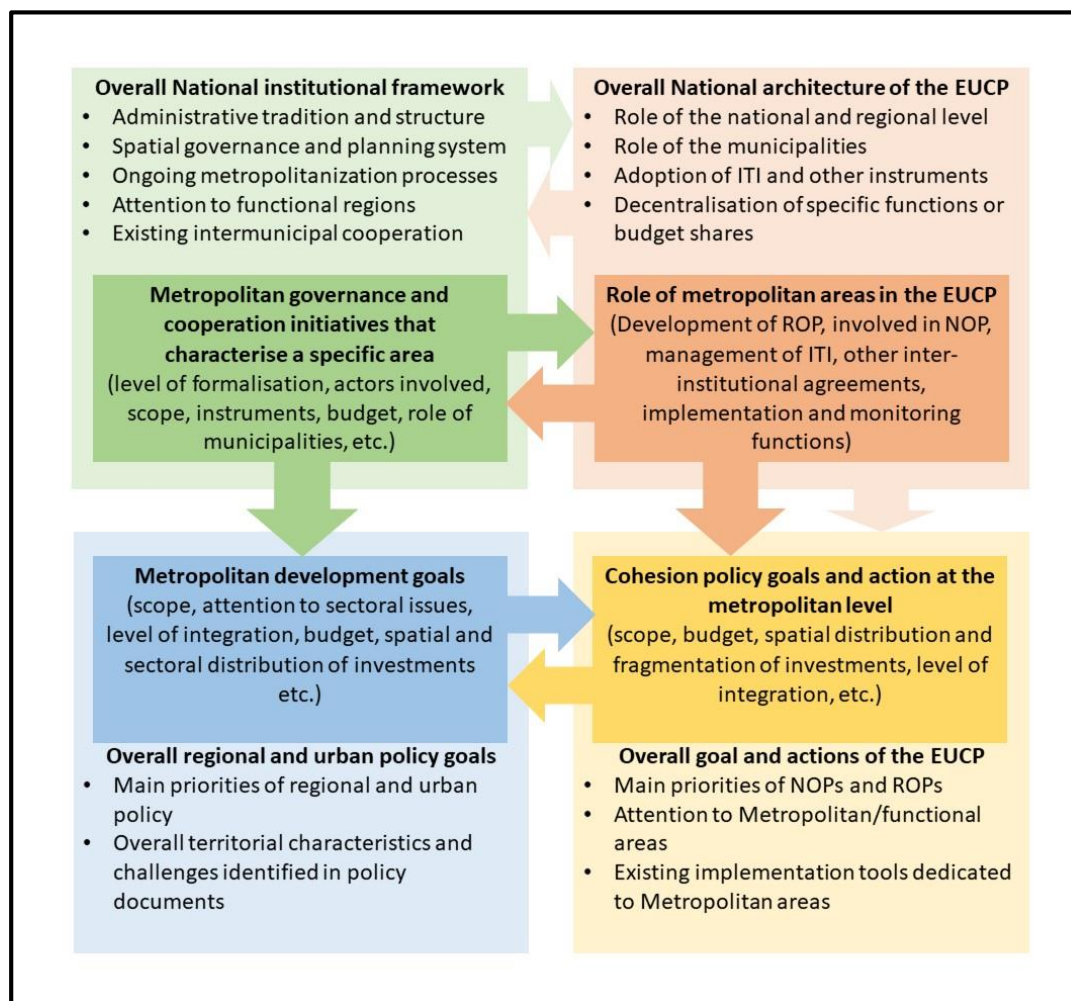 Overall National institutional framework
• Administrative tradition and structure
• Spatial governance and planning system
• Ongoing metropolitanization processes
• Attention to functional regions
• Existing intermunicipal cooperation
Metropolitan governance and
cooperation initiatives that
characterise a specific area
(level of formalisation, actors involved,
scope, instruments, budget, role of
municipalities, etc.)
Overall National architecture of the EUCP
• Role of the national and regional level
• Role of the municipalities
• Adoption of ITI and other instruments
• Decentralisation of specific functions or
budget shares
Role of metropolitan areas in the EUCP
(Development of ROP, involved in NOP,
management of ITI, other inter-
institutional agreements,
implementation and monitoring
functions)
Metropolitan development goals
(scope, attention to sectoral issues,
level of integration, budget, spatial and
sectoral distribution of investments
etc.)
Overall regional and urban policy goals
• Main priorities of regional and urban
policy
• Overall territorial characteristics and
challenges identified in policy
documents
Cohesion policy goals and action at the
metropolitan level
(scope, budget, spatial distribution and
fragmentation of investments, level of
integration, etc.)
Overall goal and actions of the EUCP
• Main priorities of NOPs and ROPs
• Attention to Metropolitan/functional
areas
• Existing implementation tools dedicated
to Metropolitan areas